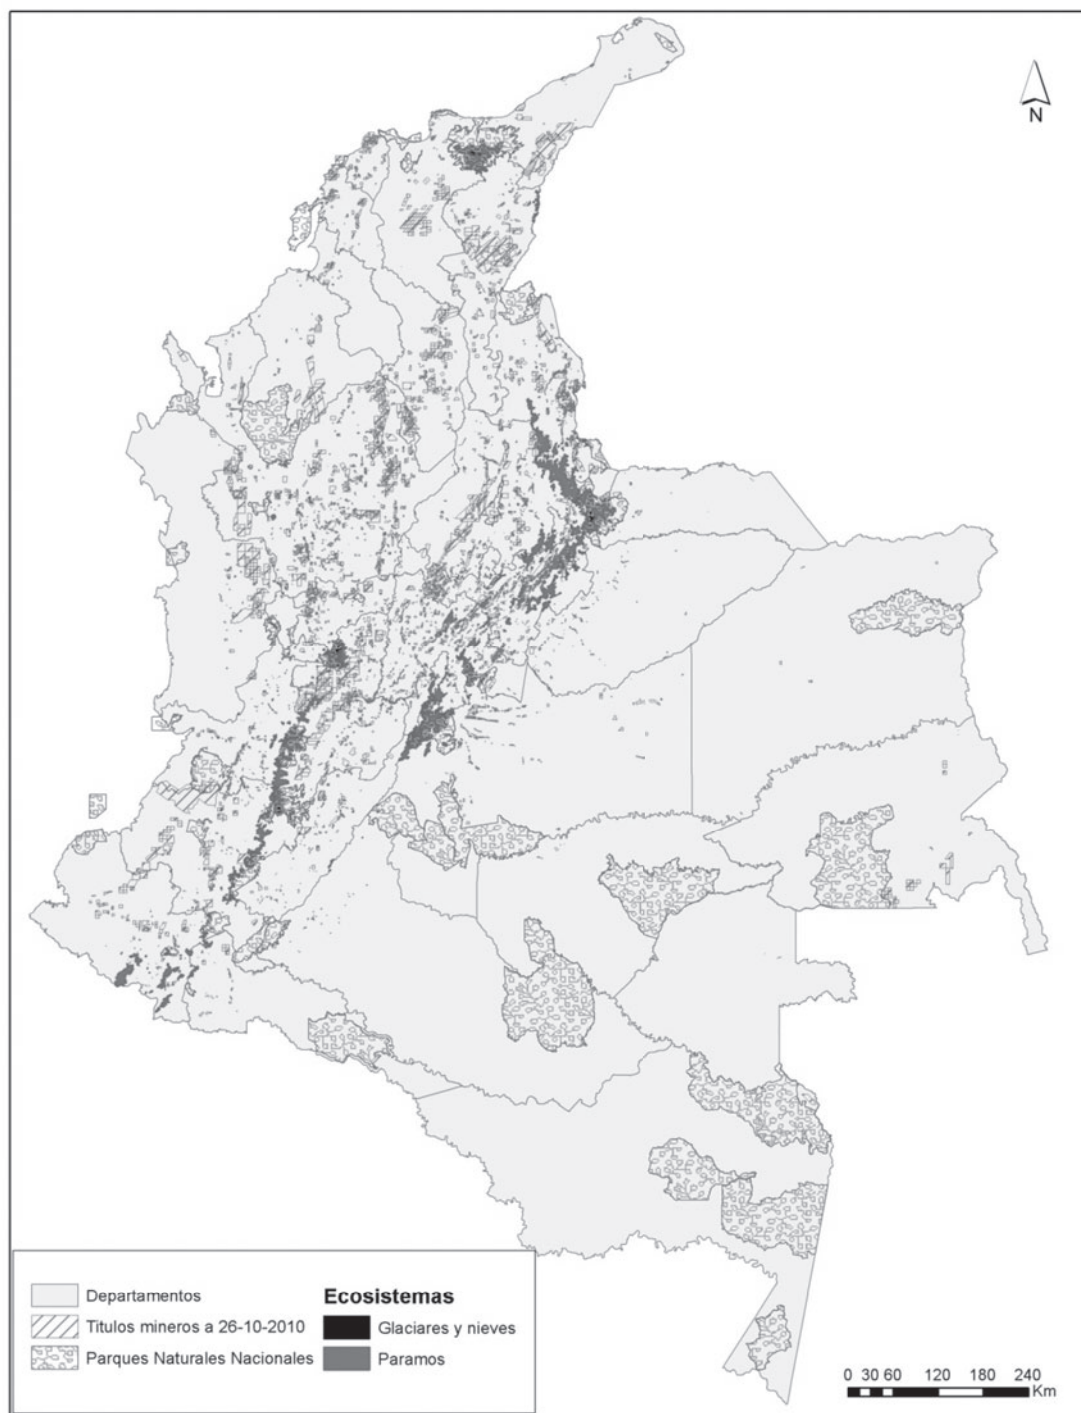 N
Departamentos
Titulos mineros a 26-10-2010
Parques Naturales Nacionales
Ecosistemas
Glaciares y nieves
Paramos
0 30 60 120 180 240
Km